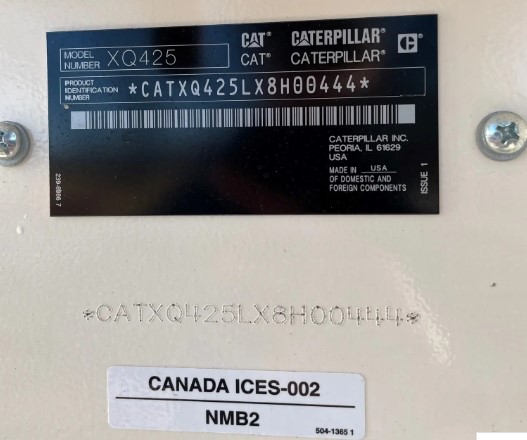 MODEL NUMBER XQ425
CAT® CATERPILLAR®
CAT® CATERPILLAR®
PRODUCT IDENTIFICATION NUMBER *CATXQ425LX8H00444*
CATERPILLAR INC.
PEORIA, IL 61629
USA
MADE IN USA
OF DOMESTIC AND
FOREIGN COMPONENTS
ISSUE 1
*CATXQ425LX8H00444*
CANADA ICES-002
NMB2
504-1365 1